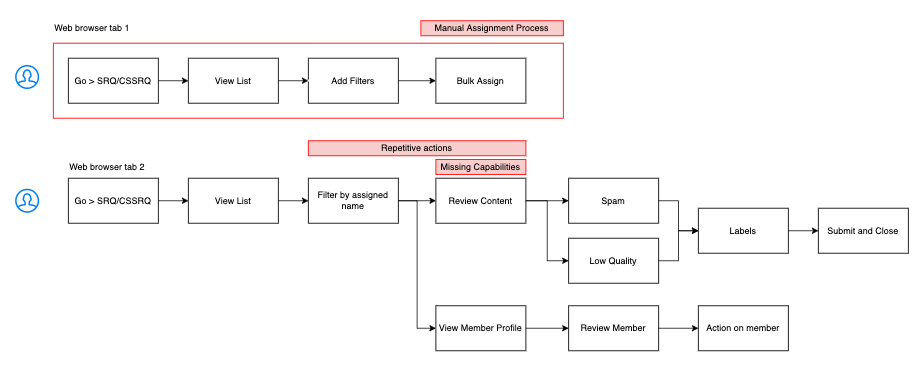 Web browser tab 1
Manual Assignment Process
Go > SRQ/CSSRQ
View List
Add Filters
Bulk Assign
Repetitive actions
Web browser tab 2
Missing Capabilities
Go > SRQ/CSSRQ
View List
Filter by assigned
name
Review Content
Spam
Low Quality
Labels
Submit and Close
View Member Profile
Review Member
Action on member